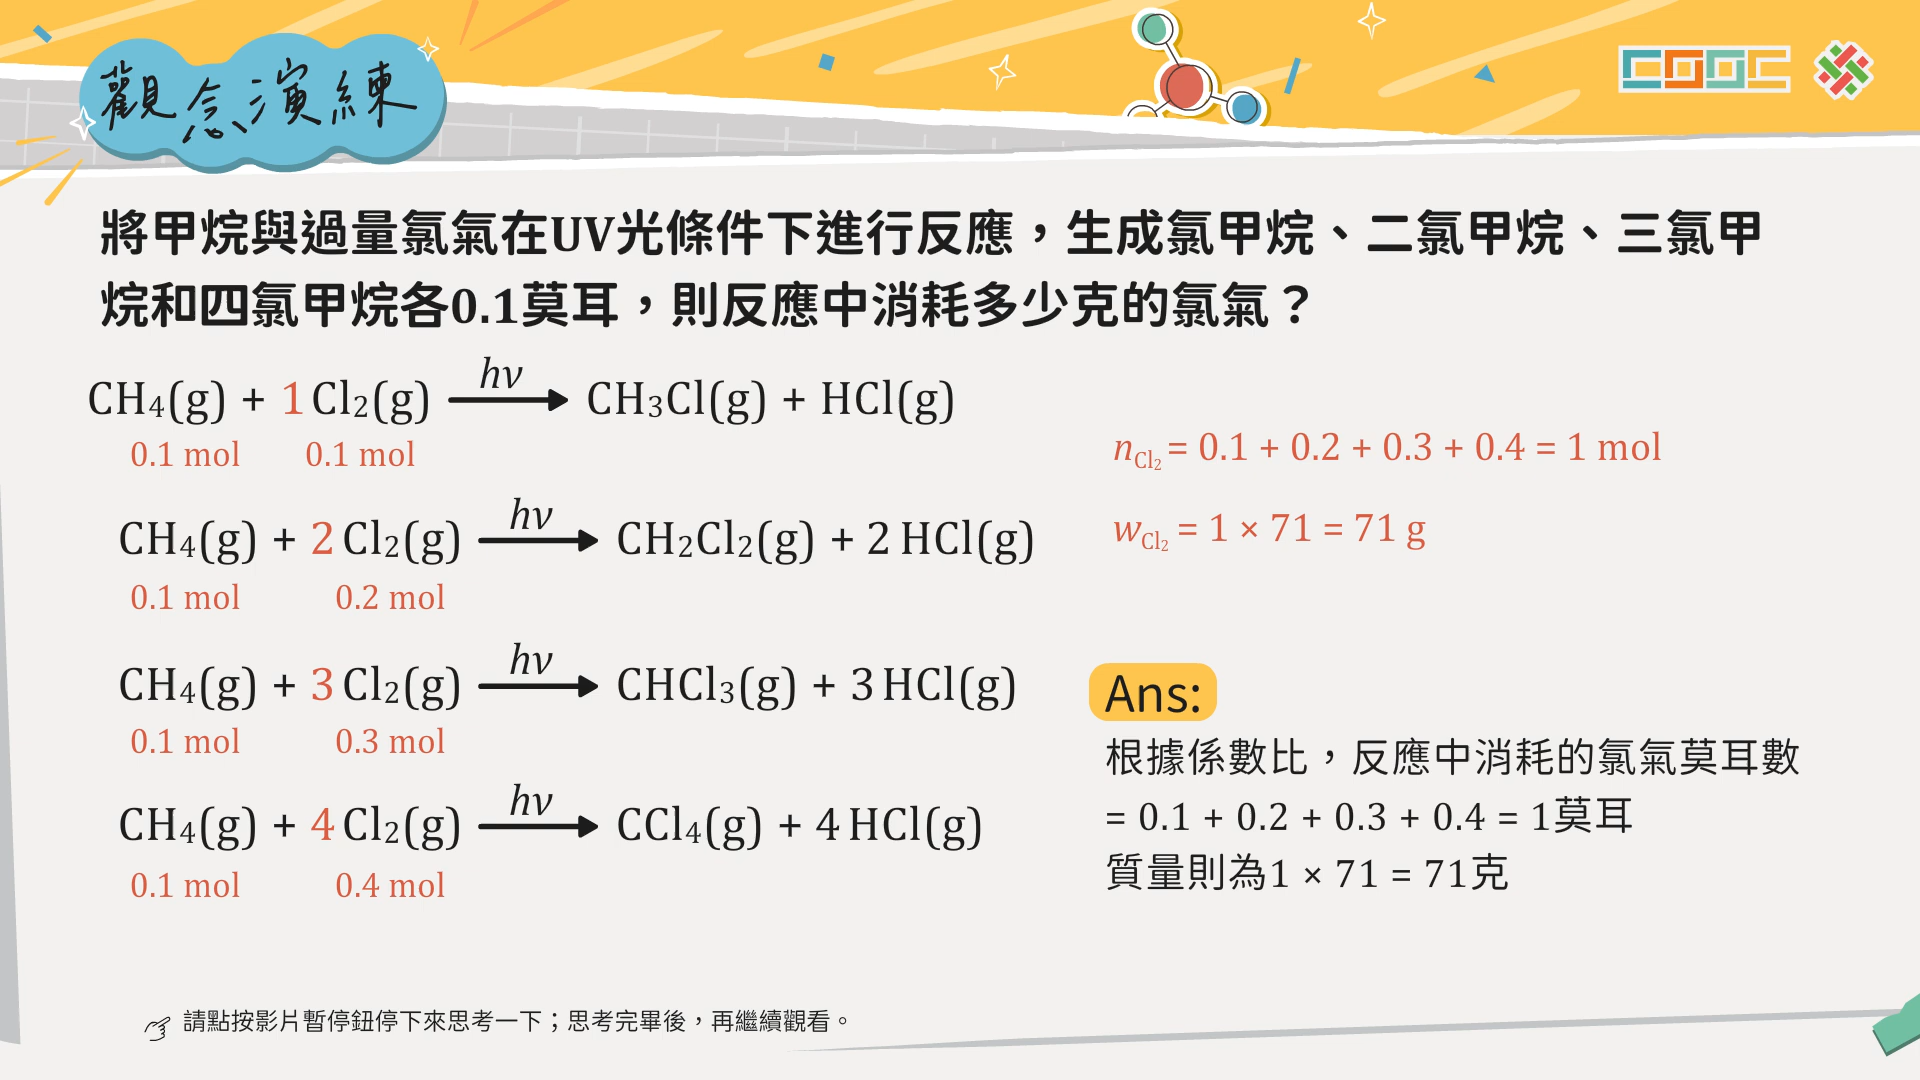 觀念演練
COOC
將甲烷與過量氯氣在UV光條件下進行反應，生成氯甲烷、二氯甲烷、三氯甲
烷和四氯甲烷各0.1莫耳，則反應中消耗多少克的氯氣？
CH₄(g) + 1 Cl₂(g) hν→ CH₃Cl(g) + HCl(g)
0.1 mol 0.1 mol
CH₄(g) + 2 Cl₂(g) hν→ CH₂Cl₂(g) + 2 HCl(g)
0.1 mol 0.2 mol
CH₄(g) + 3 Cl₂(g) hν→ CHCl₃(g) + 3 HCl(g)
0.1 mol 0.3 mol
CH₄(g) + 4 Cl₂(g) hν→ CCl₄(g) + 4 HCl(g)
0.1 mol 0.4 mol
nCl₂ = 0.1 + 0.2 + 0.3 + 0.4 = 1 mol
wCl₂ = 1 × 71 = 71 g
Ans:
根據係數比，反應中消耗的氯氣莫耳數
= 0.1 + 0.2 + 0.3 + 0.4 = 1莫耳
質量則為1 × 71 = 71克
請點按影片暫停鈕停下來思考一下；思考完畢後，再繼續觀看。